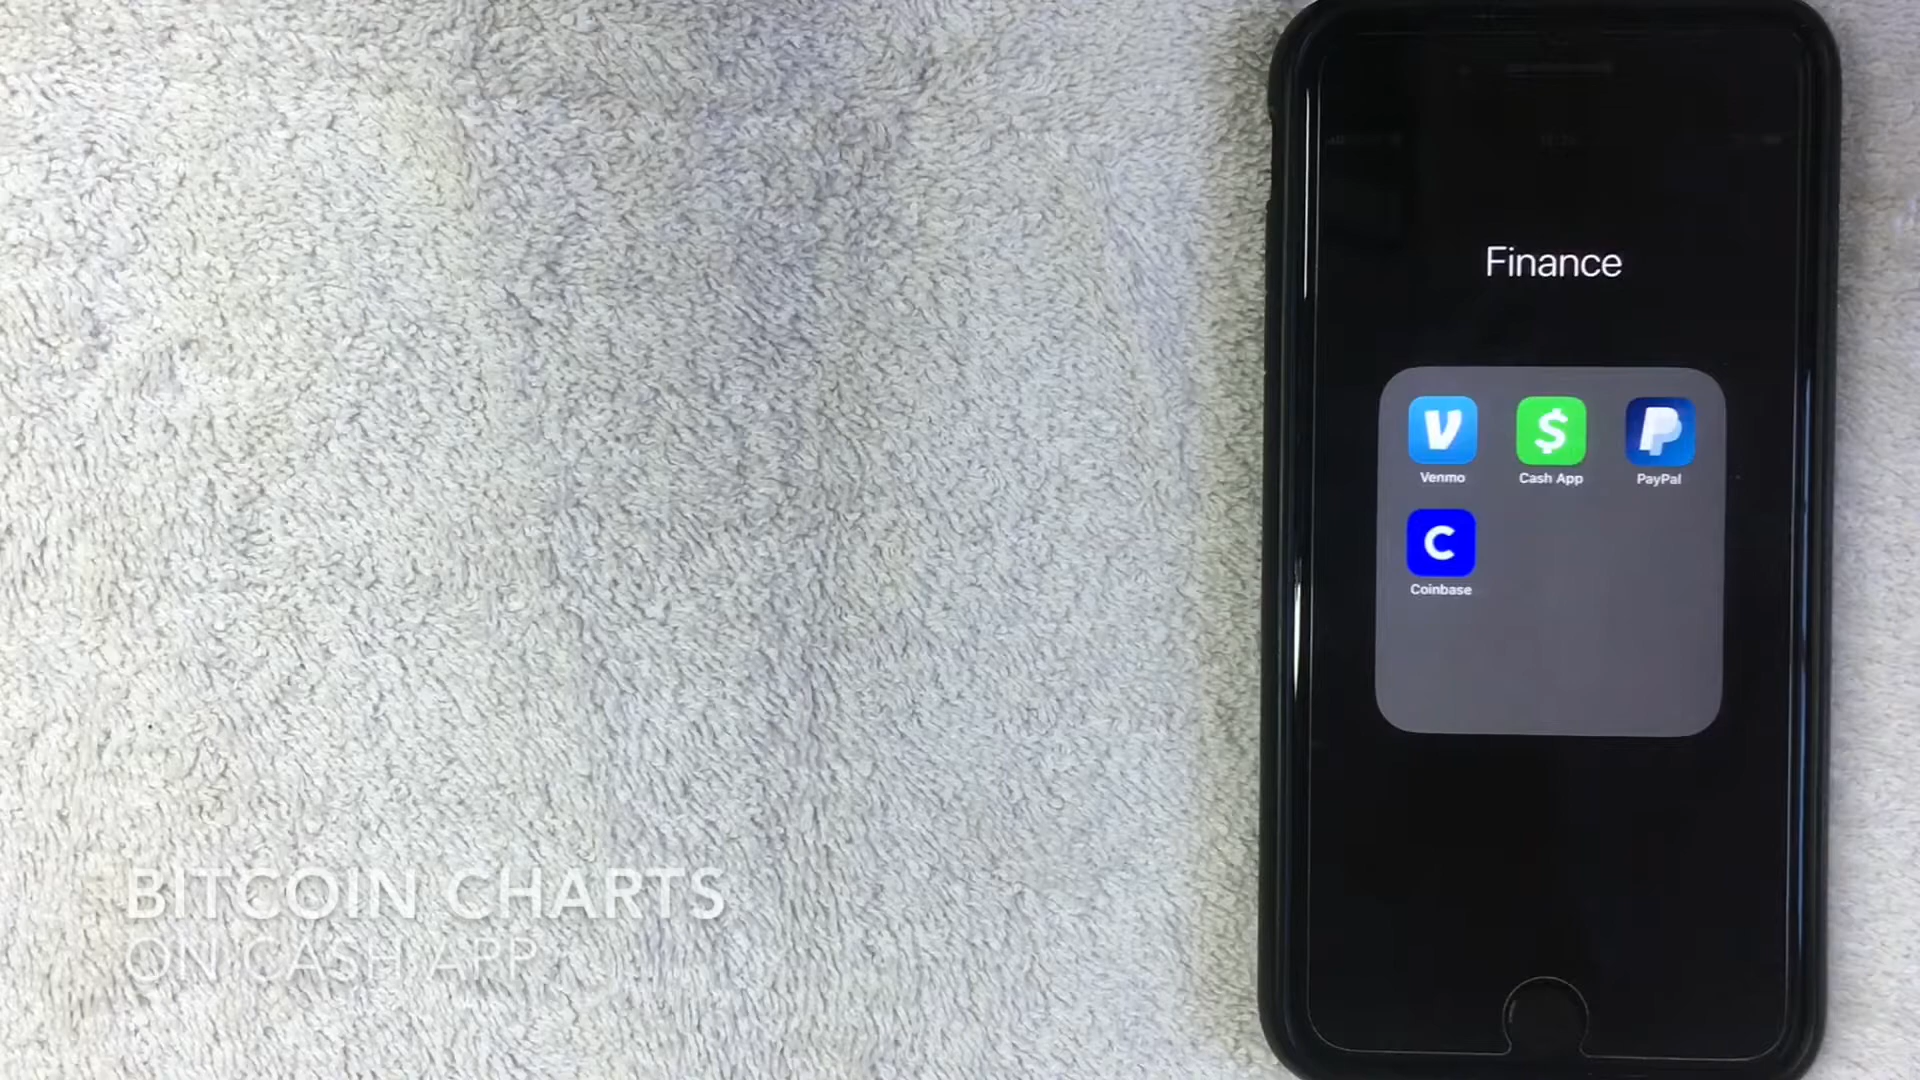 Finance
Venmo
Cash App
PayPal
Coinbase
BITCOIN CHARTS
ON CASH APP